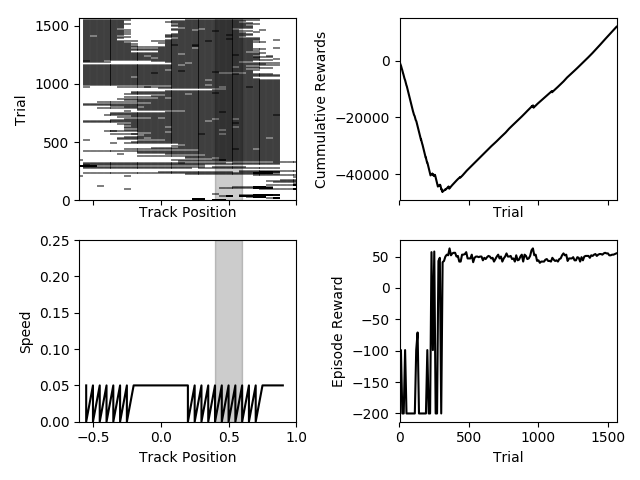 1500
1000
500
0
Trial
Track Position
0
−20000
−40000
Cummulative Rewards
Trial
0.25
0.20
0.15
0.10
0.05
0.00
Speed
−0.5 0.0 0.5 1.0
Track Position
50
0
−50
−100
−150
−200
Episode Reward
0 500 1000 1500
Trial